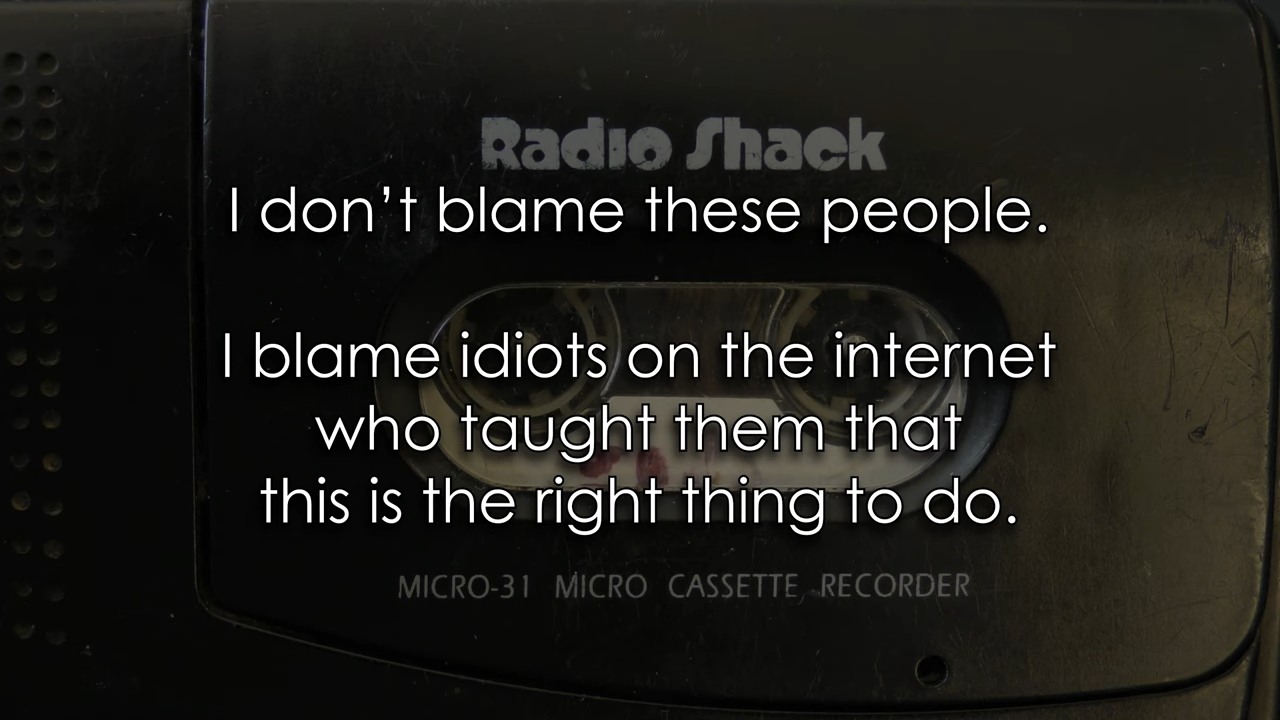 Radio Shack
I don’t blame these people.
I blame idiots on the internet
who taught them that
this is the right thing to do.
MICRO-31 MICRO CASSETTE RECORDER